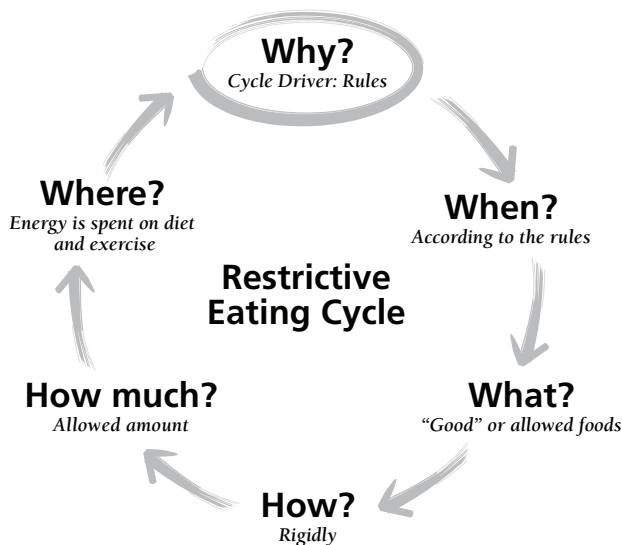 Why?
Cycle Driver: Rules
When?
According to the rules
What?
“Good” or allowed foods
How?
Rigidly
How much?
Allowed amount
Where?
Energy is spent on diet
and exercise
Restrictive
Eating Cycle